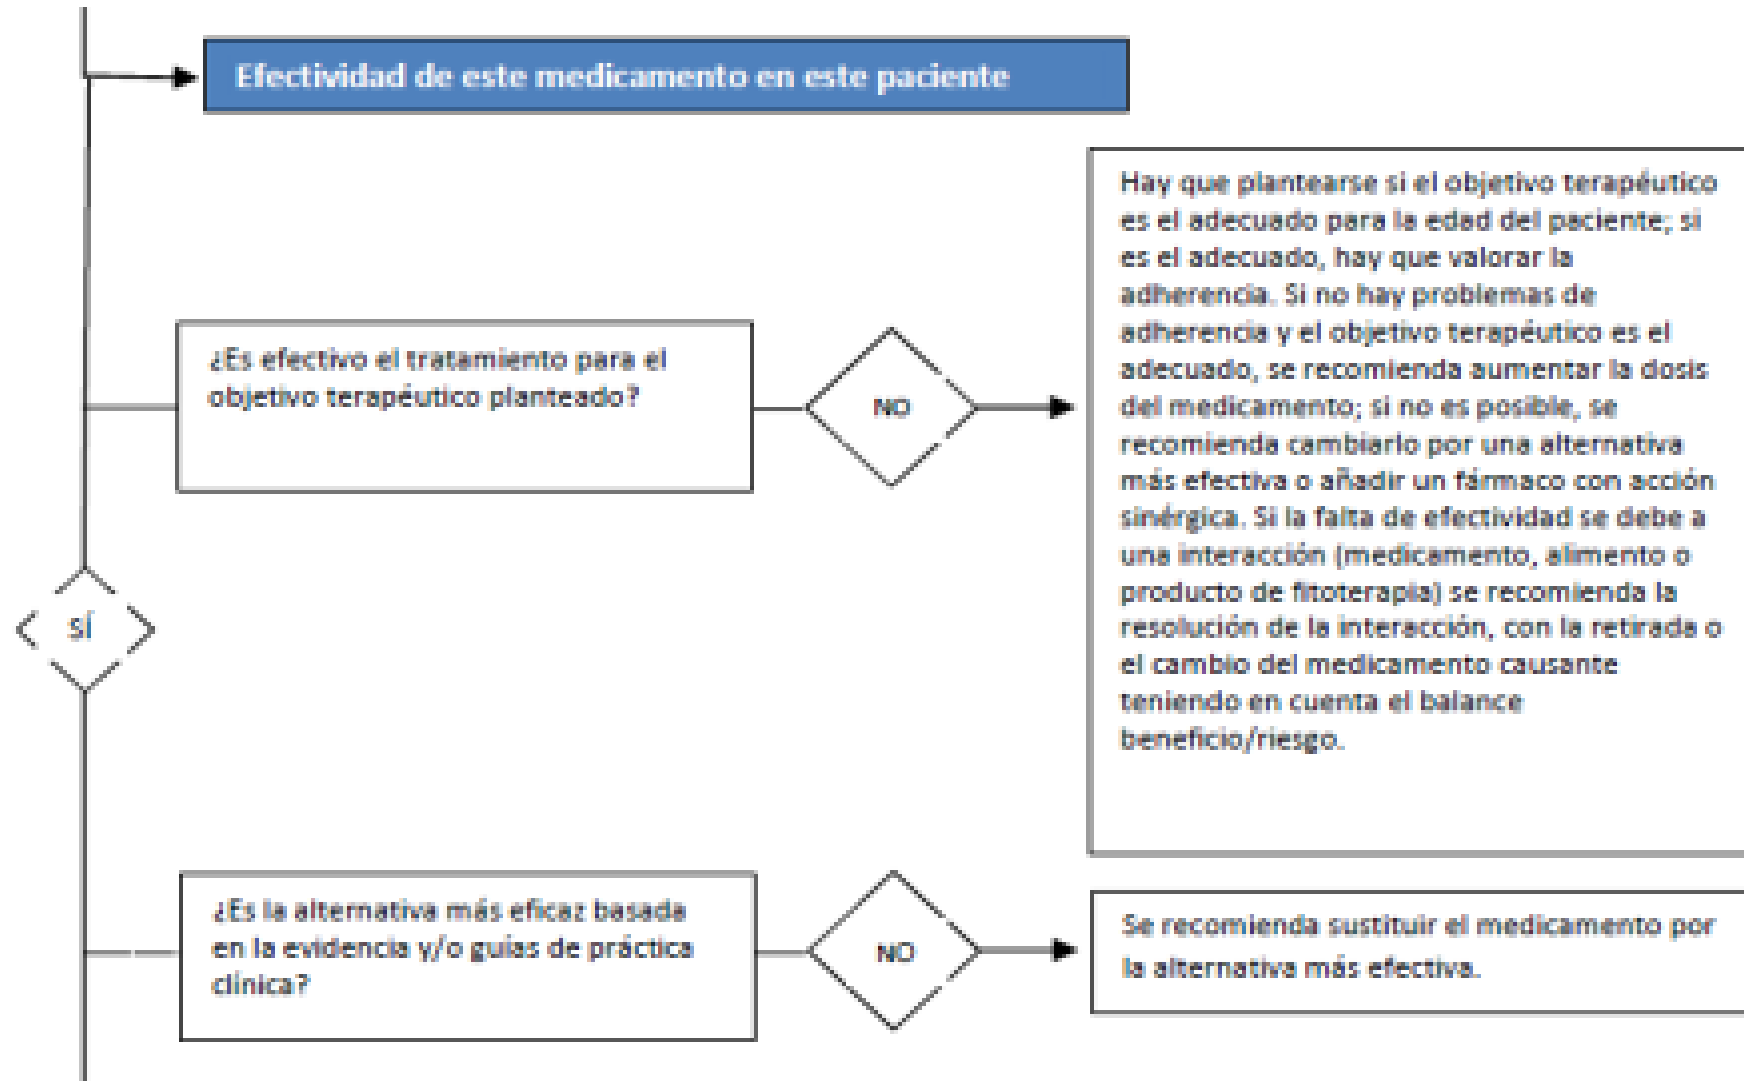 Efectividad de este medicamento en este paciente
¿Es efectivo el tratamiento para el
objetivo terapéutico planteado?
NO
Hay que plantearse si el objetivo terapéutico
es el adecuado para la edad del paciente; si
es el adecuado, hay que valorar la
adherencia. Si no hay problemas de
adherencia y el objetivo terapéutico es el
adecuado, se recomienda aumentar la dosis
del medicamento; si no es posible, se
recomienda cambiarlo por una alternativa
más efectiva o añadir un fármaco con acción
sinérgica. Si la falta de efectividad se debe a
una interacción (medicamento, alimento o
producto de fitoterapia) se recomienda la
resolución de la interacción, con la retirada o
el cambio del medicamento causante
teniendo en cuenta el balance
beneficio/riesgo.
SÍ
¿Es la alternativa más eficaz basada
en la evidencia y/o guías de práctica
clínica?
NO
Se recomienda sustituir el medicamento por
la alternativa más efectiva.